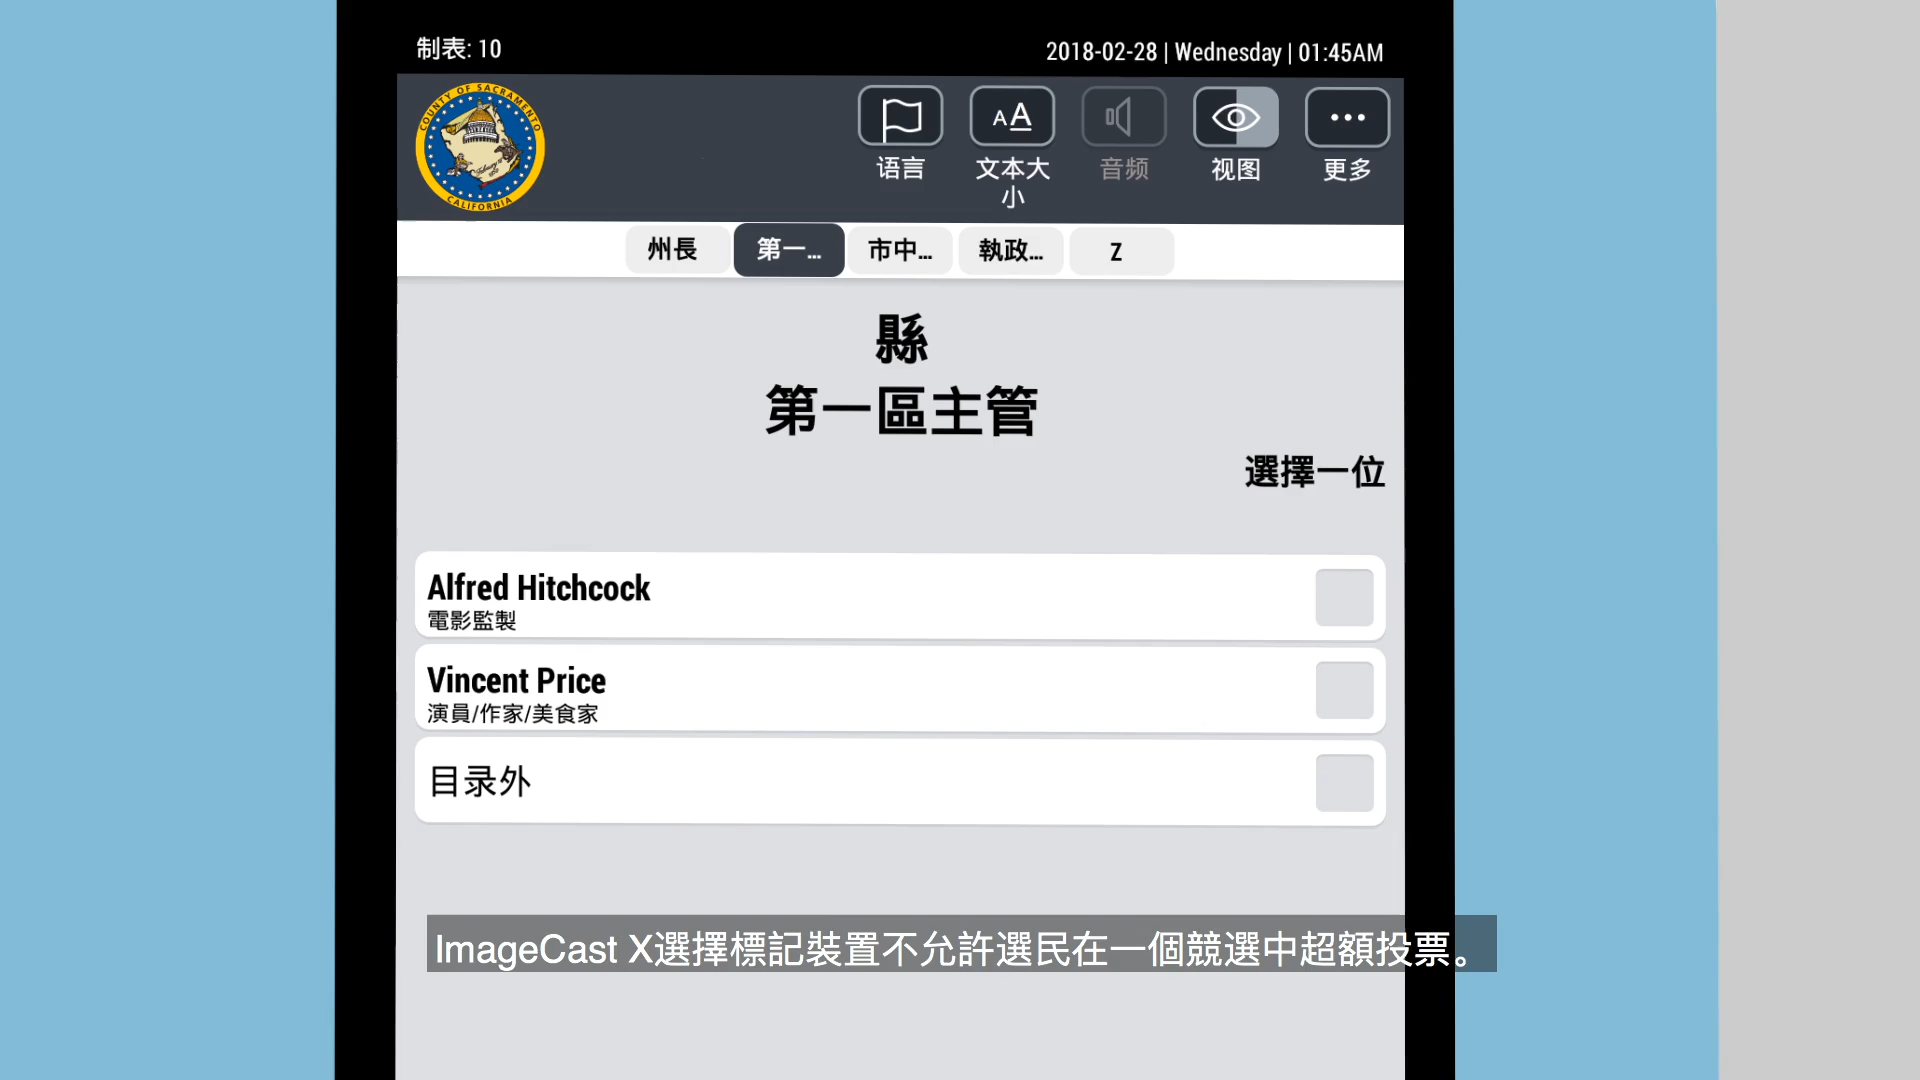 制表: 10
2018-02-28 | Wednesday | 01:45AM
COUNTY OF SACRAMENTO
CALIFORNIA
语言
文本大
小
音频
视图
更多
州長
第一...
市中...
執政...
Z
縣
第一區主管
選擇一位
Alfred Hitchcock
電影監製
Vincent Price
演員/作家/美食家
目录外
ImageCast X選擇標記裝置不允許選民在一個競選中超額投票。